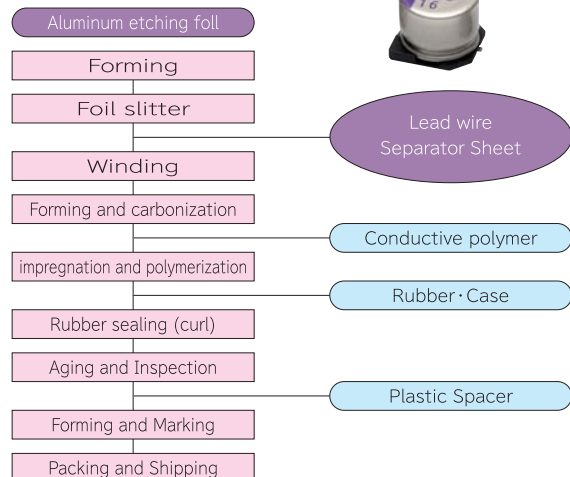 Aluminum etching foll
16
Forming
Foil slitter
Lead wire
Separator Sheet
Winding
Forming and carbonization
Conductive polymer
impregnation and polymerization
Rubber・Case
Rubber sealing (curl)
Aging and Inspection
Plastic Spacer
Forming and Marking
Packing and Shipping